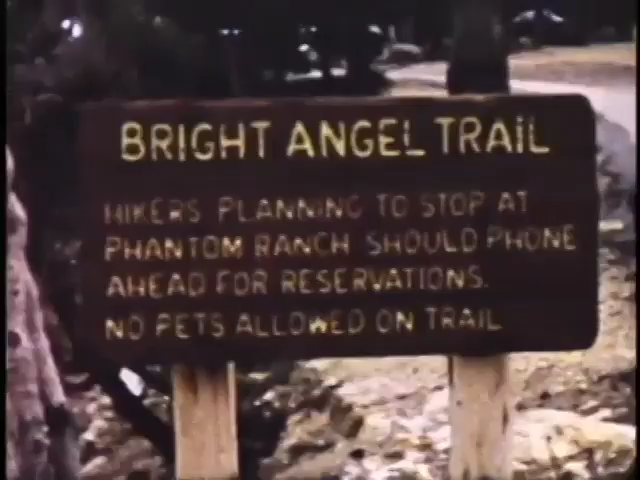 BRIGHT ANGEL TRAIL
HIKERS PLANNING TO STOP AT
PHANTOM RANCH SHOULD PHONE
AHEAD FOR RESERVATIONS.
NO PETS ALLOWED ON TRAIL